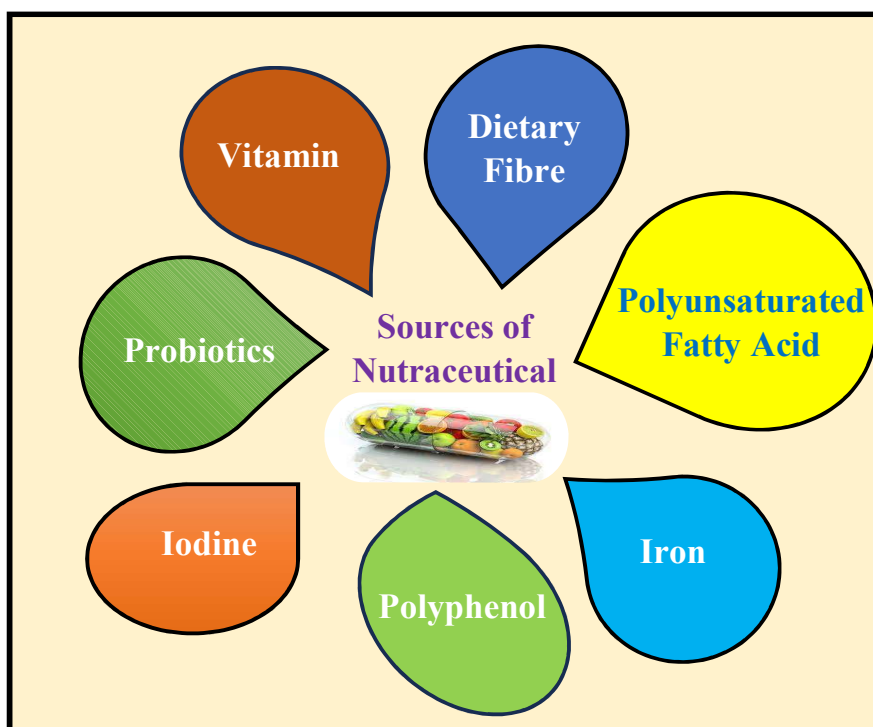 Vitamin
Dietary
Fibre
Probiotics
Sources of
Nutraceutical
Polyunsaturated
Fatty Acid
Iodine
Polyphenol
Iron